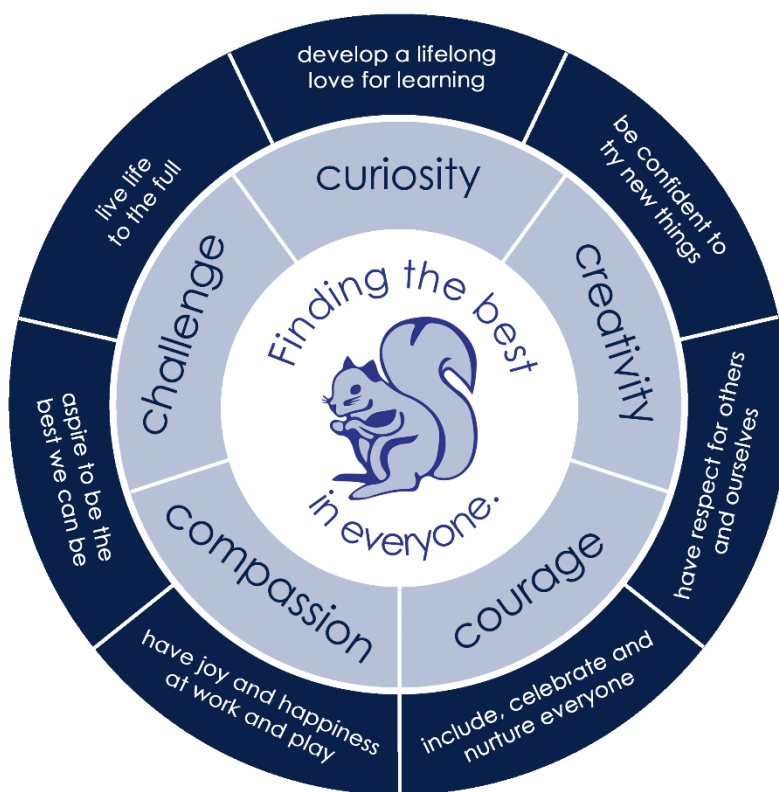 develop a lifelong
love for learning
be confident to
try new things
have respect for others
and ourselves
include, celebrate and
nurture everyone
have joy and happiness
at work and play
aspire to be the
best we can be
live life
to the full
curiosity
creativity
courage
compassion
challenge
Finding the best
in everyone.